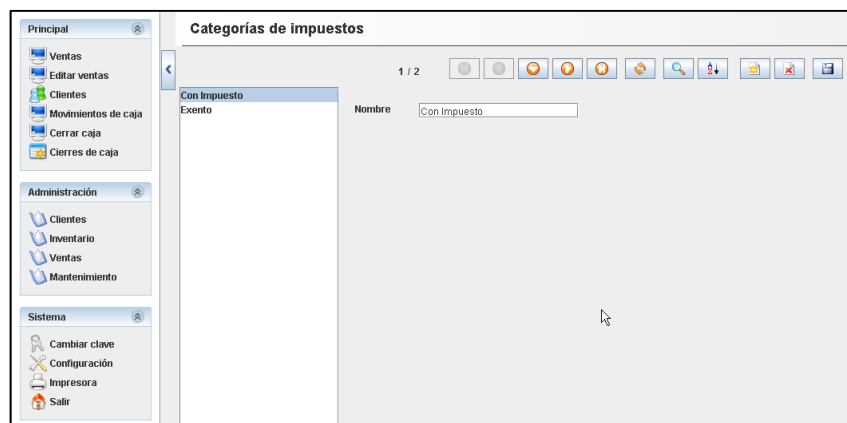 Principal
Ventas
Editar ventas
Clientes
Movimientos de caja
Cerrar caja
Cierres de caja
Administración
Clientes
Inventario
Ventas
Mantenimiento
Sistema
Cambiar clave
Configuración
Impresora
Salir
Categorías de impuestos
1 / 2
Con Impuesto
Exento
Nombre
Con Impuesto